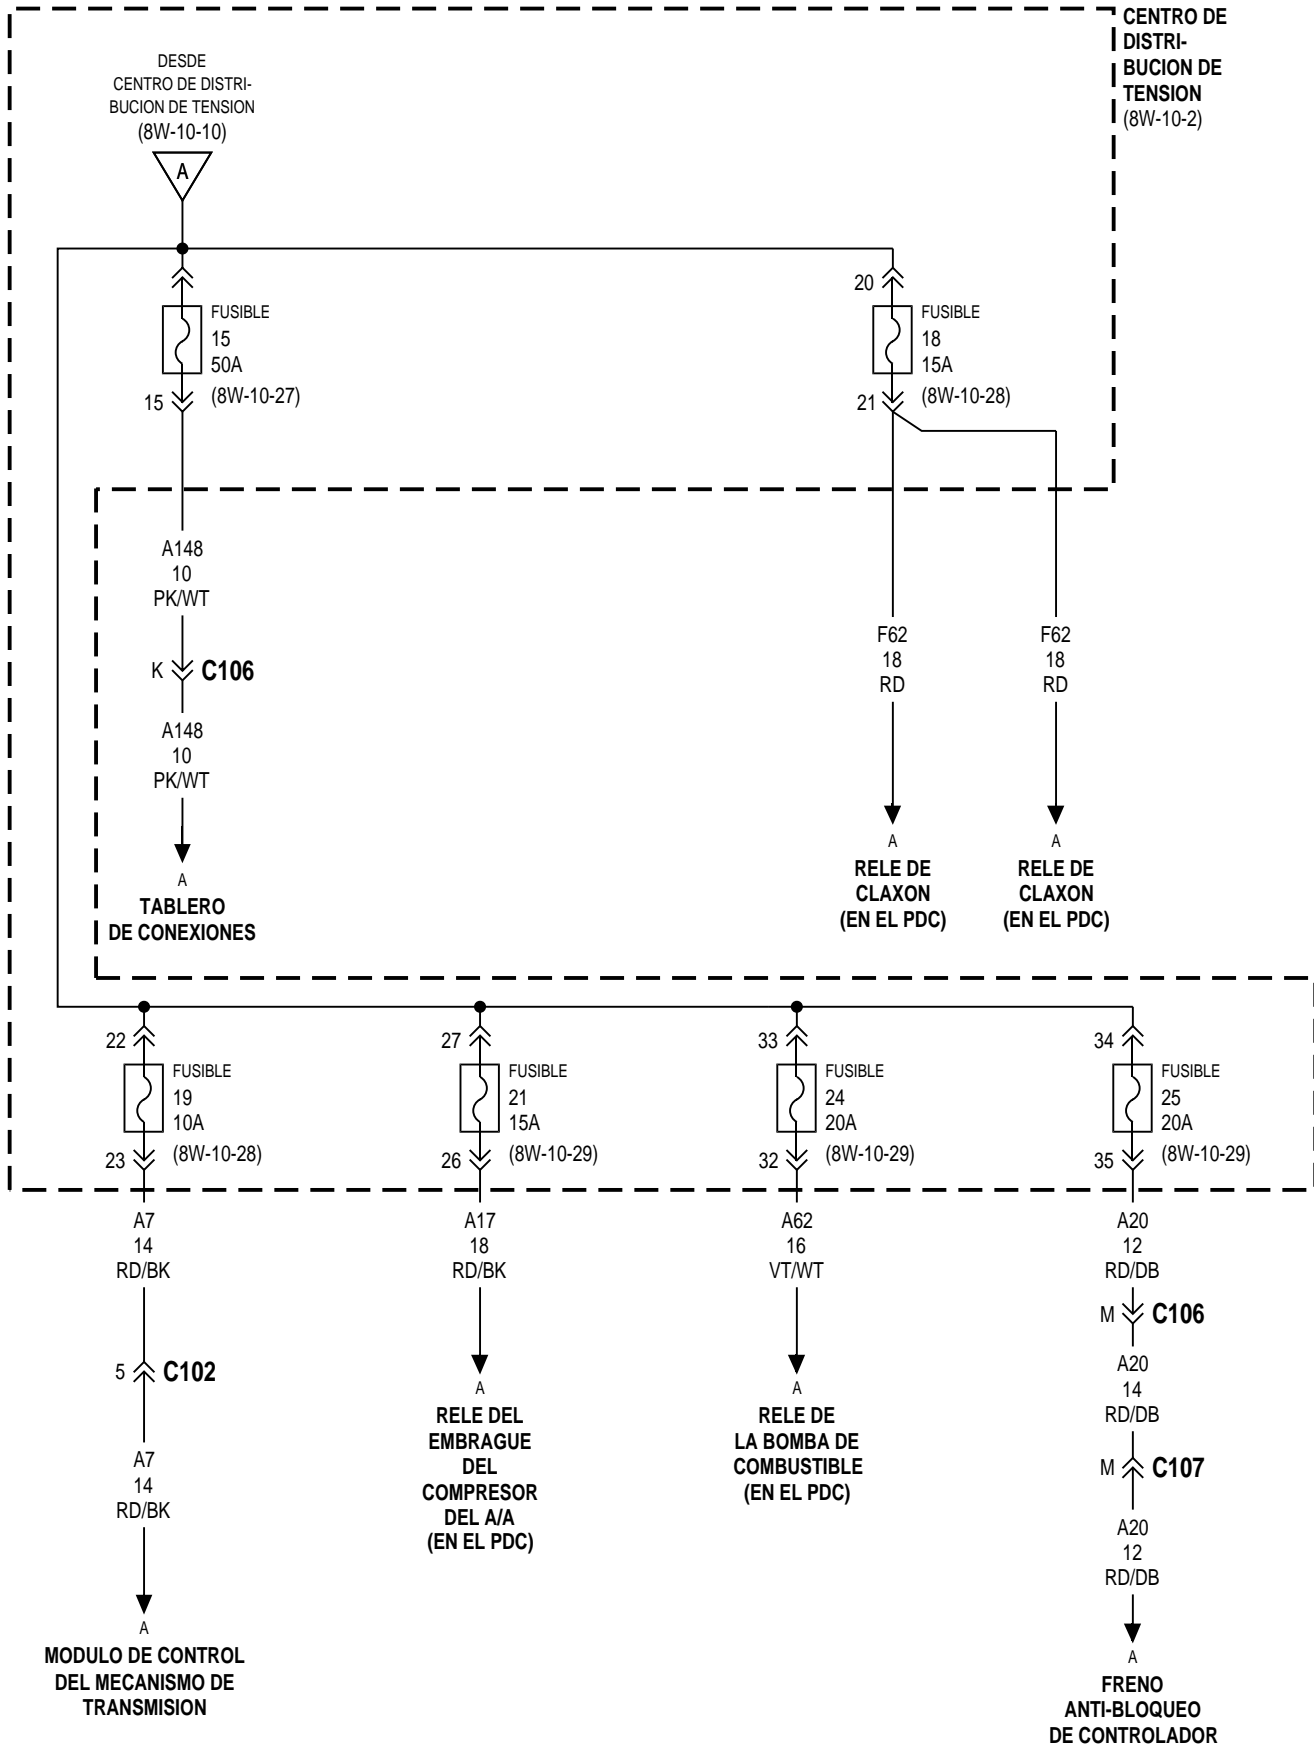 CENTRO DE
DISTRI-
BUCION DE
TENSION
(8W-10-2)
DESDE
CENTRO DE DISTRI-
BUCION DE TENSION
(8W-10-10)
A
FUSIBLE
15
50A
(8W-10-27)
15
20
FUSIBLE
18
15A
(8W-10-28)
21
A148
10
PK/WT
K C106
A148
10
PK/WT
A
TABLERO
DE CONEXIONES
F62
18
RD
A
RELE DE
CLAXON
(EN EL PDC)
F62
18
RD
A
RELE DE
CLAXON
(EN EL PDC)
22
FUSIBLE
19
10A
(8W-10-28)
23
27
FUSIBLE
21
15A
(8W-10-29)
26
33
FUSIBLE
24
20A
(8W-10-29)
32
34
FUSIBLE
25
20A
(8W-10-29)
35
A7
14
RD/BK
5 C102
A7
14
RD/BK
A
MODULO DE CONTROL
DEL MECANISMO DE
TRANSMISION
A17
18
RD/BK
A
RELE DEL
EMBRAGUE
DEL
COMPRESOR
DEL A/A
(EN EL PDC)
A62
16
VT/WT
A
RELE DE
LA BOMBA DE
COMBUSTIBLE
(EN EL PDC)
A20
12
RD/DB
M C106
A20
14
RD/DB
M C107
A20
12
RD/DB
A
FRENO
ANTI-BLOQUEO
DE CONTROLADOR